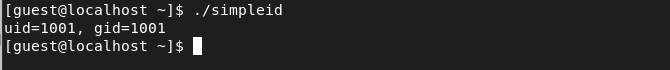 [guest@localhost ~]$ ./simpleid
uid=1001, gid=1001
[guest@localhost ~]$